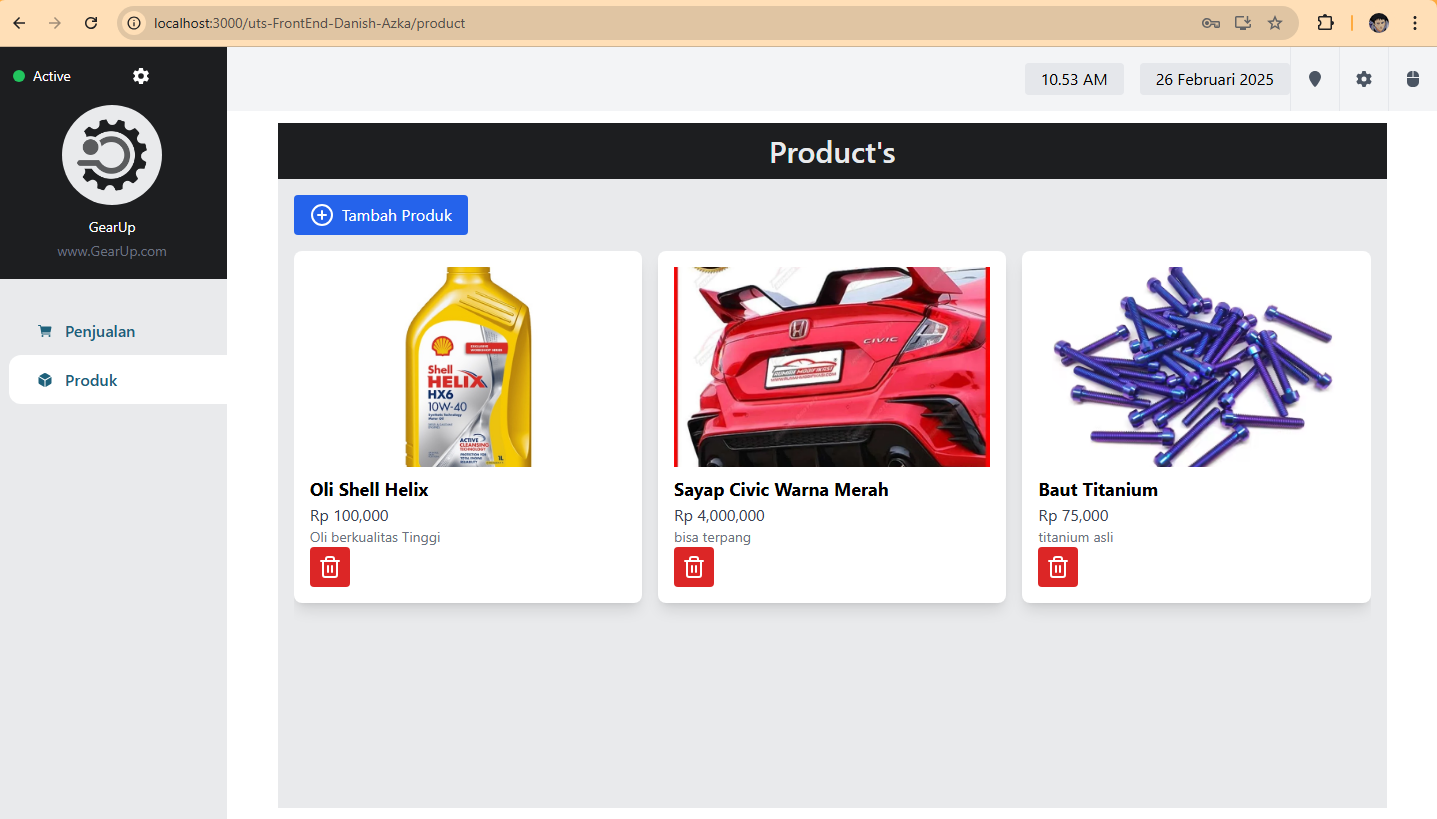 localhost:3000/uts-FrontEnd-Danish-Azka/product
Active
10.53 AM
26 Februari 2025
GearUp
www.GearUp.com
Penjualan
Produk
Product's
Tambah Produk
Shell
HELIX
HX6
10W-40
ACTIVE
CLEANSING
TECHNOLOGY
1L
Oli Shell Helix
Rp 100,000
Oli berkualitas Tinggi
CIVIC
Sayap Civic Warna Merah
Rp 4,000,000
bisa terpang
Baut Titanium
Rp 75,000
titanium asli